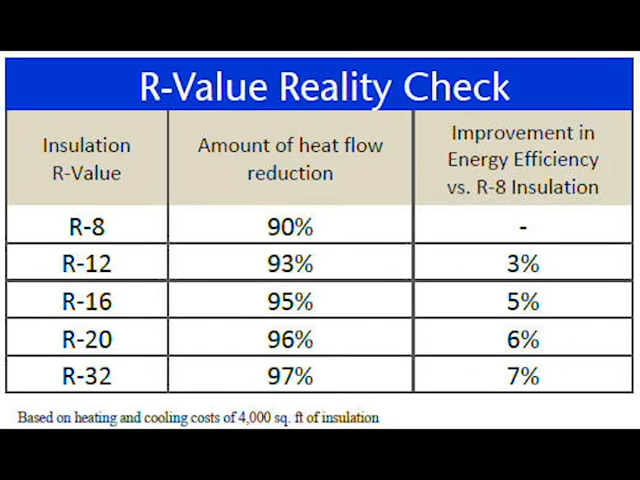 R-Value Reality Check
Insulation
R-Value
Amount of heat flow
reduction
Improvement in
Energy Efficiency
vs. R-8 Insulation
R-8 90% -
R-12 93% 3%
R-16 95% 5%
R-20 96% 6%
R-32 97% 7%
Based on heating and cooling costs of 4,000 sq. ft of insulation